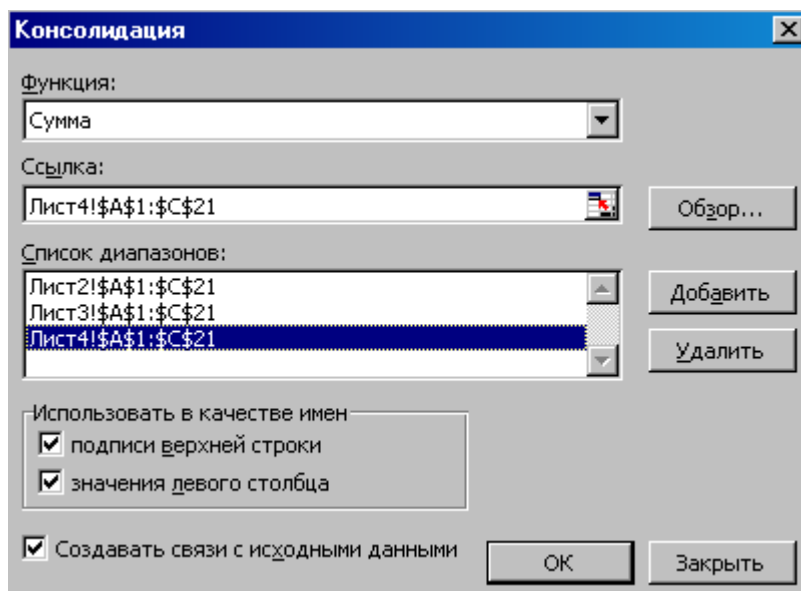 Консолидация
Функция:
Сумма
Ссылка:
Лист4!$A$1:$C$21
Обзор...
Список диапазонов:
Лист2!$A$1:$C$21
Лист3!$A$1:$C$21
Лист4!$A$1:$C$21
Добавить
Удалить
Использовать в качестве имен
подписи верхней строки
значения левого столбца
Создавать связи с исходными данными
ОК
Закрыть